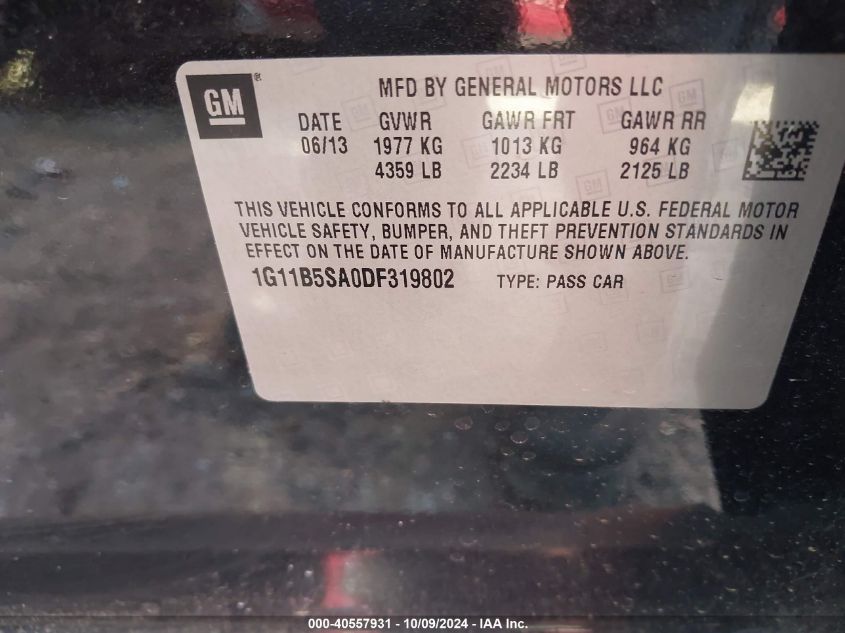 GM ®
MFD BY GENERAL MOTORS LLC
DATE GVWR GAWR FRT GAWR RR
06/13 1977 KG 1013 KG 964 KG
4359 LB 2234 LB 2125 LB
THIS VEHICLE CONFORMS TO ALL APPLICABLE U.S. FEDERAL MOTOR
VEHICLE SAFETY, BUMPER, AND THEFT PREVENTION STANDARDS IN
EFFECT ON THE DATE OF MANUFACTURE SHOWN ABOVE.
1G11B5SA0DF319802 TYPE: PASS CAR
000-40557931 - 10/09/2024 - IAA Inc.